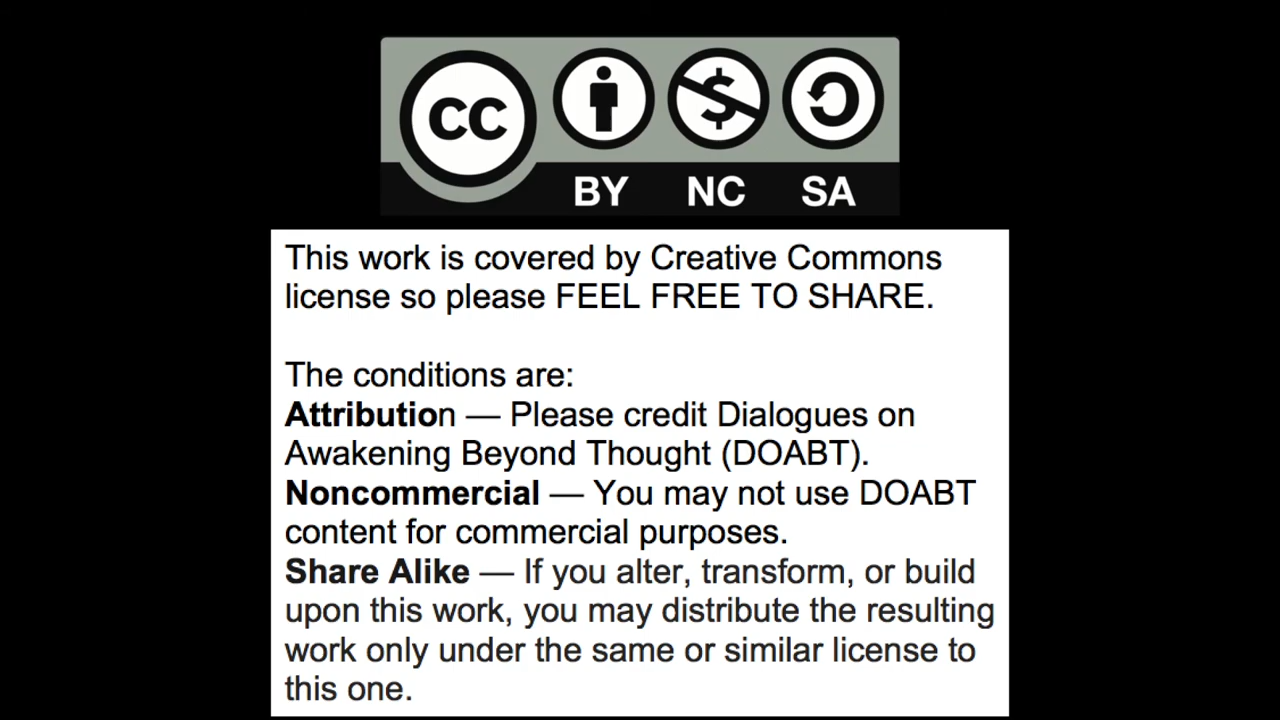 CC
BY NC SA
This work is covered by Creative Commons
license so please FEEL FREE TO SHARE.
The conditions are:
Attribution — Please credit Dialogues on
Awakening Beyond Thought (DOABT).
Noncommercial — You may not use DOABT
content for commercial purposes.
Share Alike — If you alter, transform, or build
upon this work, you may distribute the resulting
work only under the same or similar license to
this one.